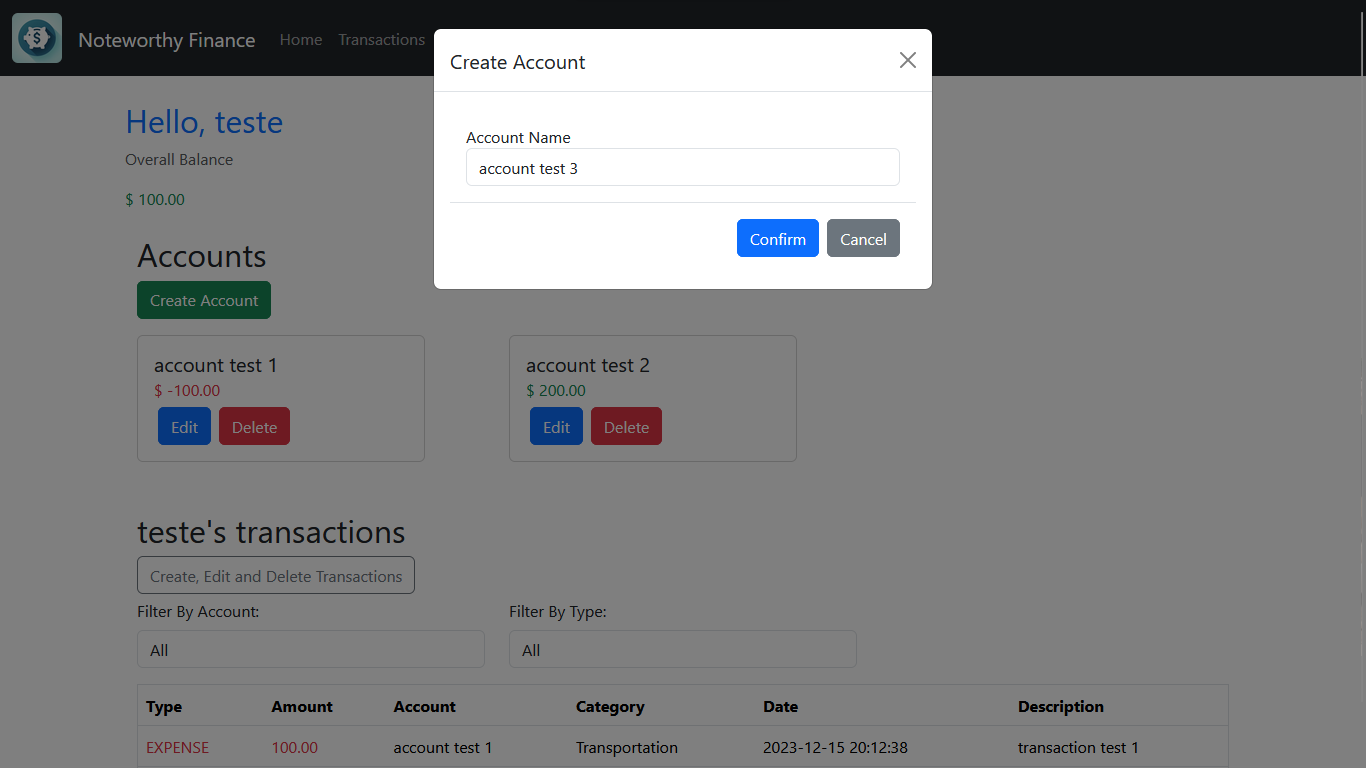 Noteworthy Finance Home Transactions
Create Account
Account Name
account test 3
Confirm Cancel
Hello, teste
Overall Balance
$ 100.00
Accounts
Create Account
account test 1
$ -100.00
Edit Delete
account test 2
$ 200.00
Edit Delete
teste's transactions
Create, Edit and Delete Transactions
Filter By Account: Filter By Type:
All All
Type Amount Account Category Date Description
EXPENSE 100.00 account test 1 Transportation 2023-12-15 20:12:38 transaction test 1